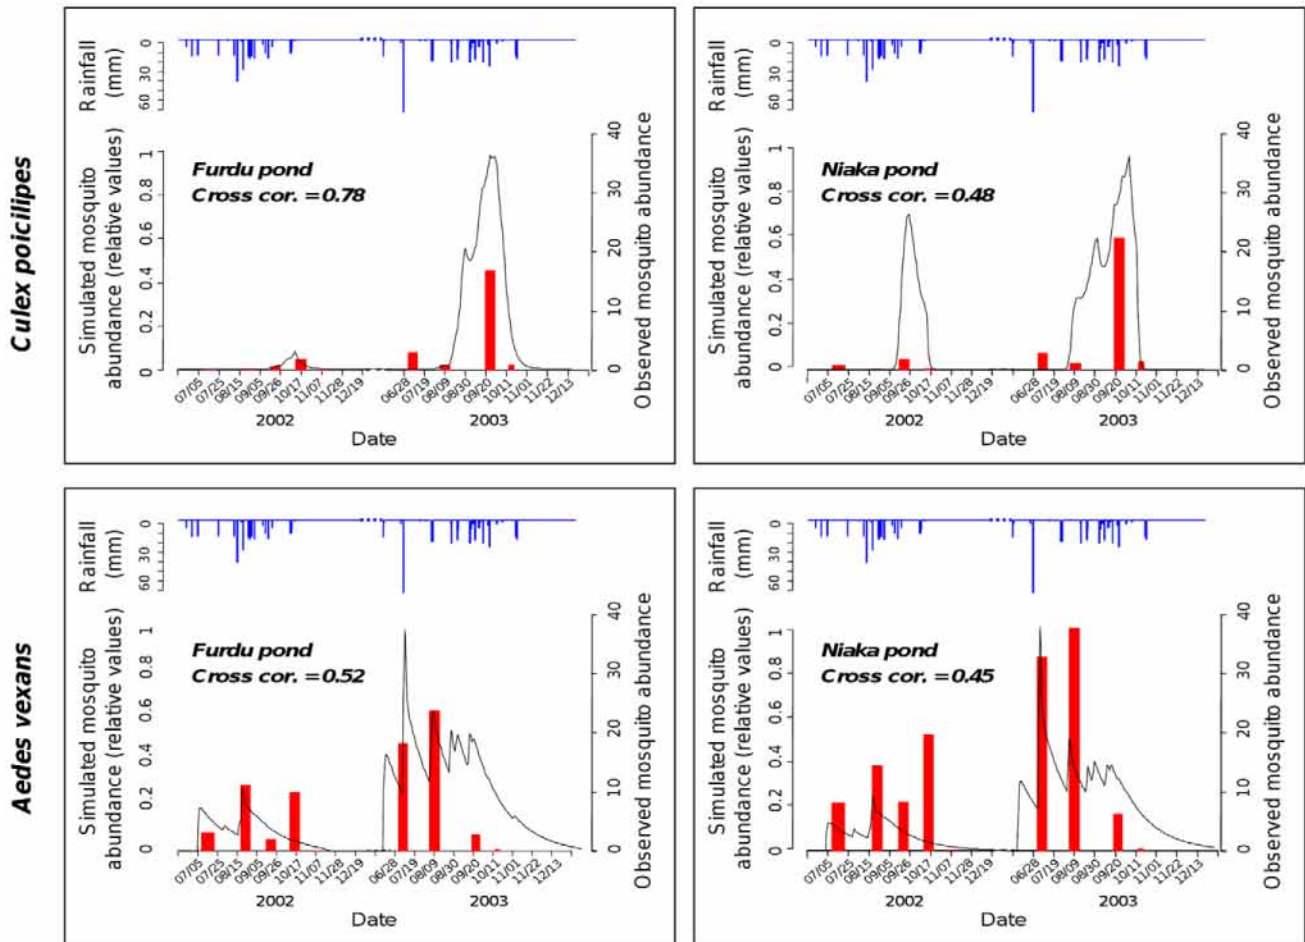 Culex poicilipes
Rainfall
(mm)
0
30
60
Simulated mosquito
abundance (relative values)
0
0.2
0.4
0.6
0.8
1
Furdu pond
Cross cor. = 0.78
Observed mosquito abundance
0
10
20
30
40
07/05 07/25 08/15 09/05 09/26 10/17 11/07 11/28 12/19 06/28 07/19 08/09 08/30 09/20 10/11 11/01 11/22 12/13
2002 2003
Date
Rainfall
(mm)
0
30
60
Simulated mosquito
abundance (relative values)
0
0.2
0.4
0.6
0.8
1
Niaka pond
Cross cor. = 0.48
Observed mosquito abundance
0
10
20
30
40
07/05 07/25 08/15 09/05 09/26 10/17 11/07 11/28 12/19 06/28 07/19 08/09 08/30 09/20 10/11 11/01 11/22 12/13
2002 2003
Date
Aedes vexans
Rainfall
(mm)
0
30
60
Simulated mosquito
abundance (relative values)
0
0.2
0.4
0.6
0.8
1
Furdu pond
Cross cor. = 0.52
Observed mosquito abundance
0
10
20
30
40
07/05 07/25 08/15 09/05 09/26 10/17 11/07 11/28 12/19 06/28 07/19 08/09 08/30 09/20 10/11 11/01 11/22 12/13
2002 2003
Date
Rainfall
(mm)
0
30
60
Simulated mosquito
abundance (relative values)
0
0.2
0.4
0.6
0.8
1
Niaka pond
Cross cor. = 0.45
Observed mosquito abundance
0
10
20
30
40
07/05 07/25 08/15 09/05 09/26 10/17 11/07 11/28 12/19 06/28 07/19 08/09 08/30 09/20 10/11 11/01 11/22 12/13
2002 2003
Date